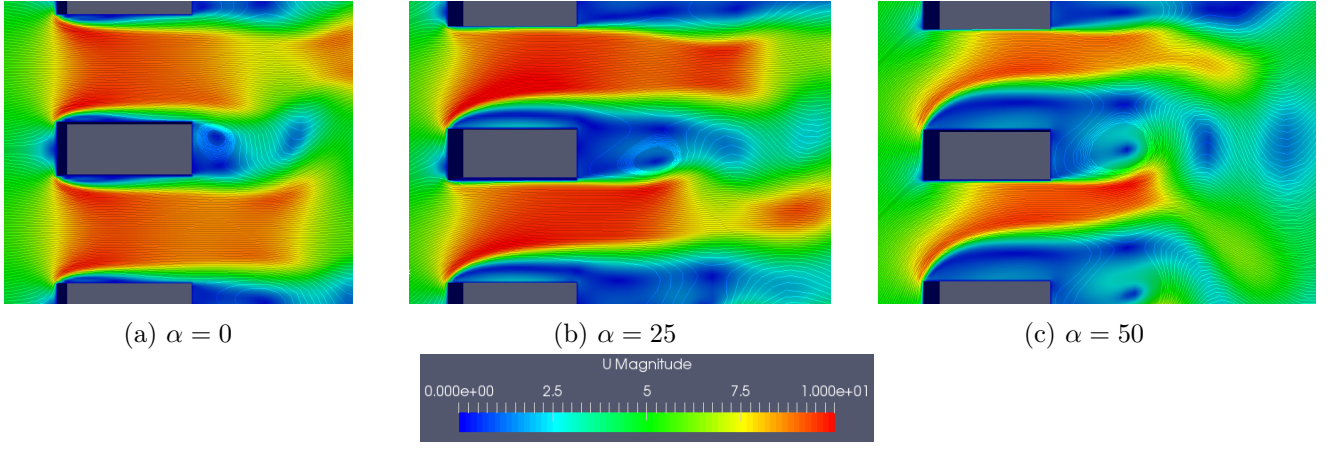 (a) α = 0
(b) α = 25
(c) α = 50
U Magnitude
0.000e+00 2.5 5 7.5 1.000e+01